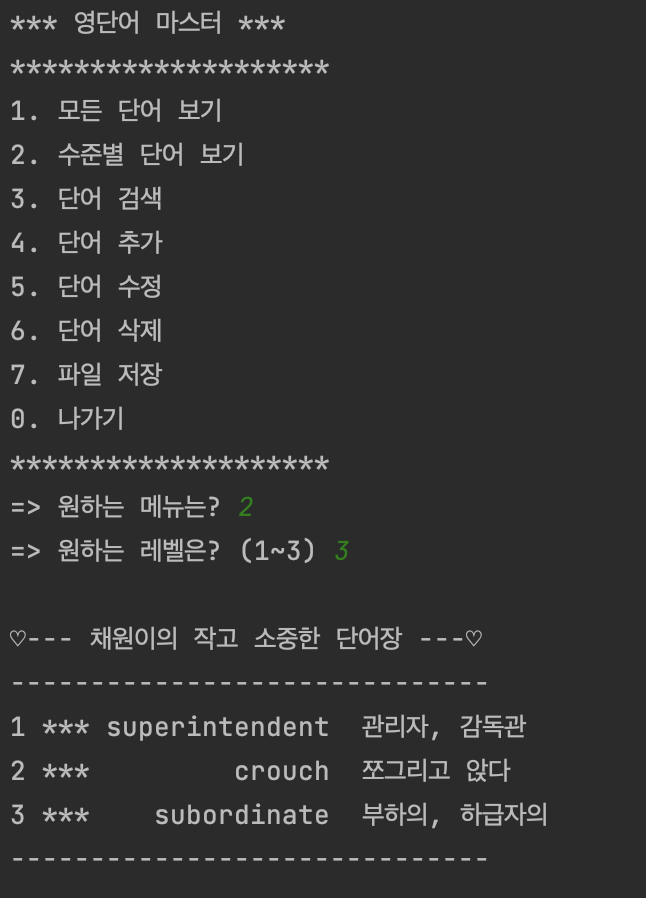 *** 영단어 마스터 ***
********************
1. 모든 단어 보기
2. 수준별 단어 보기
3. 단어 검색
4. 단어 추가
5. 단어 수정
6. 단어 삭제
7. 파일 저장
0. 나가기
********************
=> 원하는 메뉴는? 2
=> 원하는 레벨은? (1~3) 3
♡--- 채원이의 작고 소중한 단어장 ---♡
------------------------------
1 *** superintendent  관리자, 감독관
2 ***         crouch  쪼그리고 앉다
3 ***    subordinate  부하의, 하급자의
------------------------------